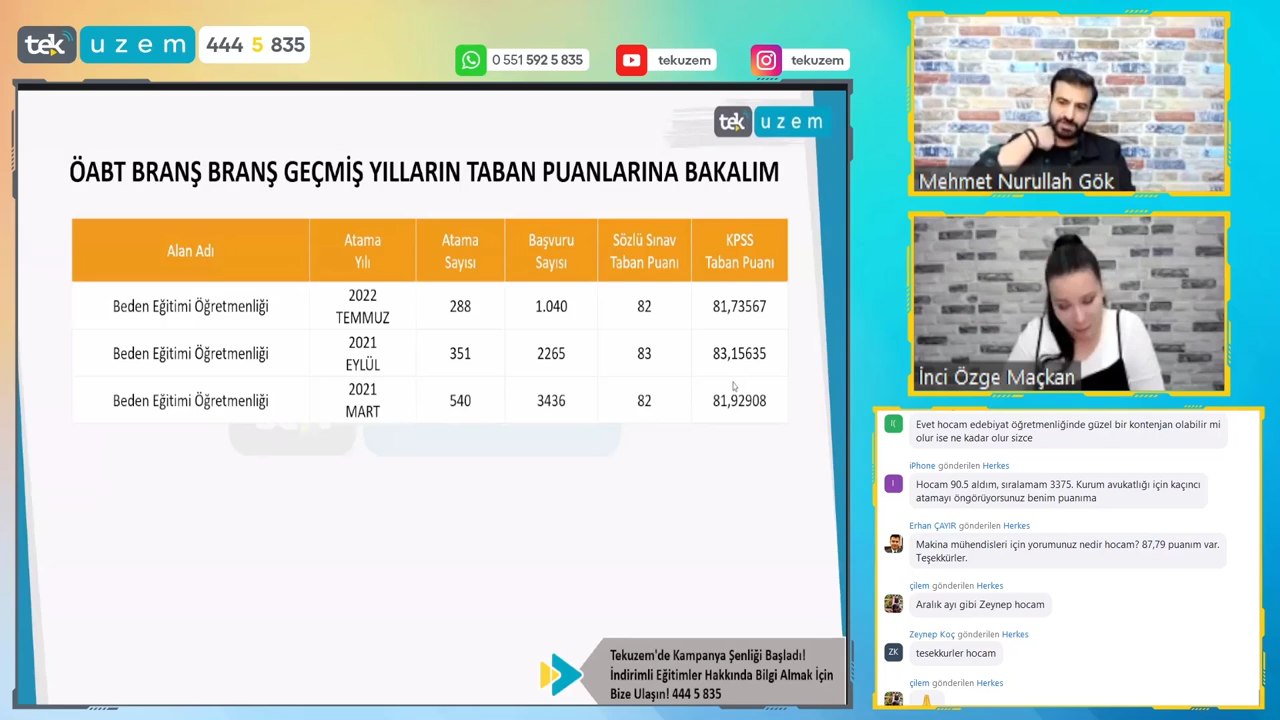 tek
uzem
444 5 835
0 551 592 5 835
tekuzem
tekuzem
tek
uzem
ÖABT BRANŞ BRANŞ GEÇMİŞ YILLARIN TABAN PUANLARINA BAKALIM
Alan Adı
Atama
Yılı
Atama
Sayısı
Başvuru
Sayısı
Sözlü Sınav
Taban Puanı
KPSS
Taban Puanı
Beden Eğitimi Öğretmenliği
2022
TEMMUZ
288
1.040
82
81,73567
Beden Eğitimi Öğretmenliği
2021
EYLÜL
351
2265
83
83,15635
Beden Eğitimi Öğretmenliği
2021
MART
540
3436
82
81,92908
Tekuzem'de Kampanya Şenliği Başladı!
İndirimli Eğitimler Hakkında Bilgi Almak İçin
Bize Ulaşın! 444 5 835
Mehmet Nurullah Gök
İnci Özge Maçkan
Evet hocam edebiyat öğretmenliğinde güzel bir kontenjan olabilir mi
olur ise ne kadar olur sizce
iPhone gönderilen Herkes
I
Hocam 90.5 aldım, sıralamam 3375. Kurum avukatlığı için kaçıncı
atamayı öngörüyorsunuz benim puanıma
Erhan ÇAYIR gönderilen Herkes
Makina mühendisleri için yorumunuz nedir hocam? 87,79 puanım var.
Teşekkürler.
çilem gönderilen Herkes
Aralık ayı gibi Zeynep hocam
Zeynep Koç gönderilen Herkes
ZK
tesekkurler hocam
çilem gönderilen Herkes